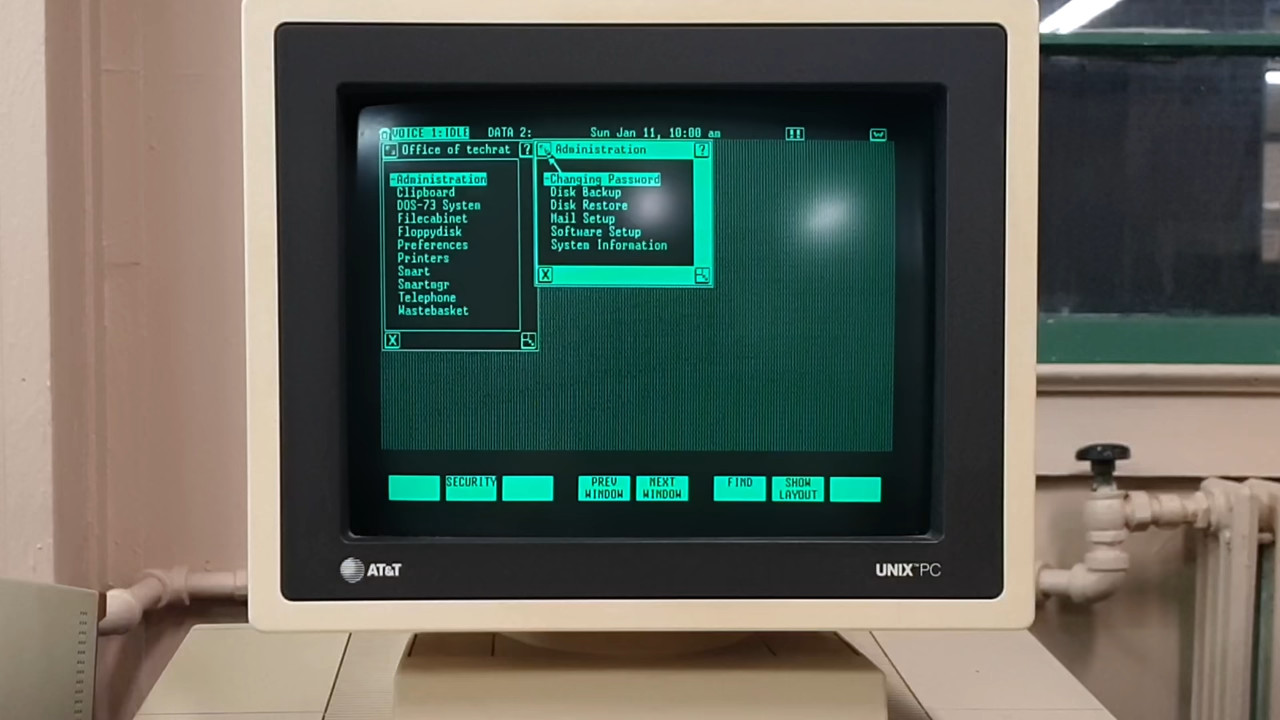 VOICE 1:IDLE DATA 2: Sun Jan 11, 10:00 am
Office of techrat ?
Administration
Clipboard
DOS-73 System
Filecabinet
Floppydisk
Preferences
Printers
Smart
Smartmgr
Telephone
Wastebasket
X
Administration ?
Changing Password
Disk Backup
Disk Restore
Mail Setup
Software Setup
System Information
X
SECURITY
PREV
WINDOW
NEXT
WINDOW
FIND
SHOW
LAYOUT
AT&T
UNIX™PC